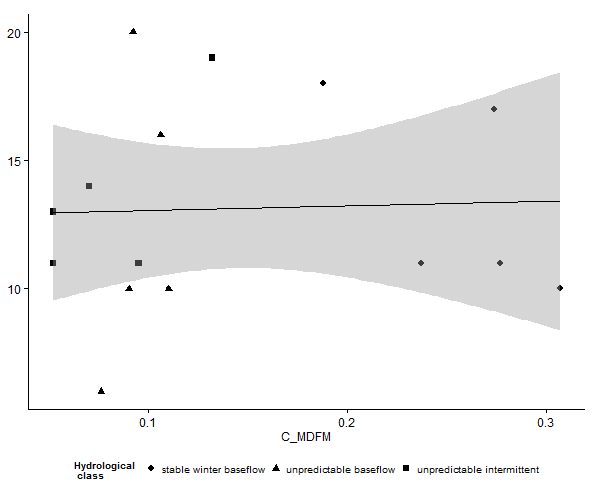 20
15
10
0.1 0.2 0.3
C_MDFM
Hydrological
class
stable winter baseflow unpredictable baseflow unpredictable intermittent